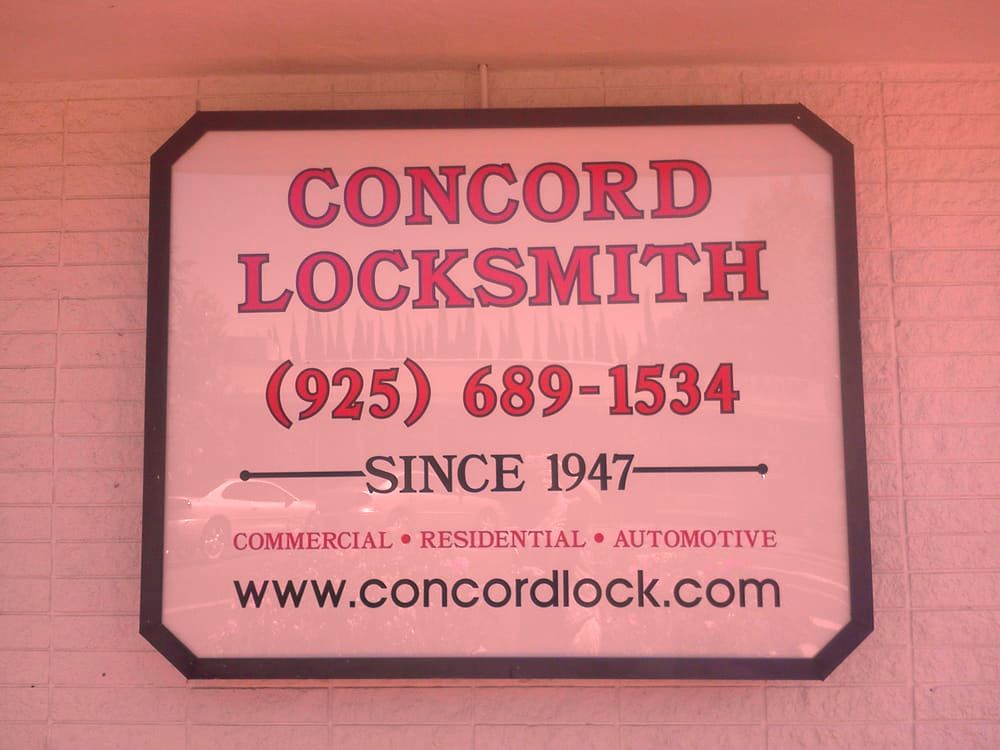 CONCORD
LOCKSMITH
(925) 689-1534
SINCE 1947
COMMERCIAL • RESIDENTIAL • AUTOMOTIVE
www.concordlock.com